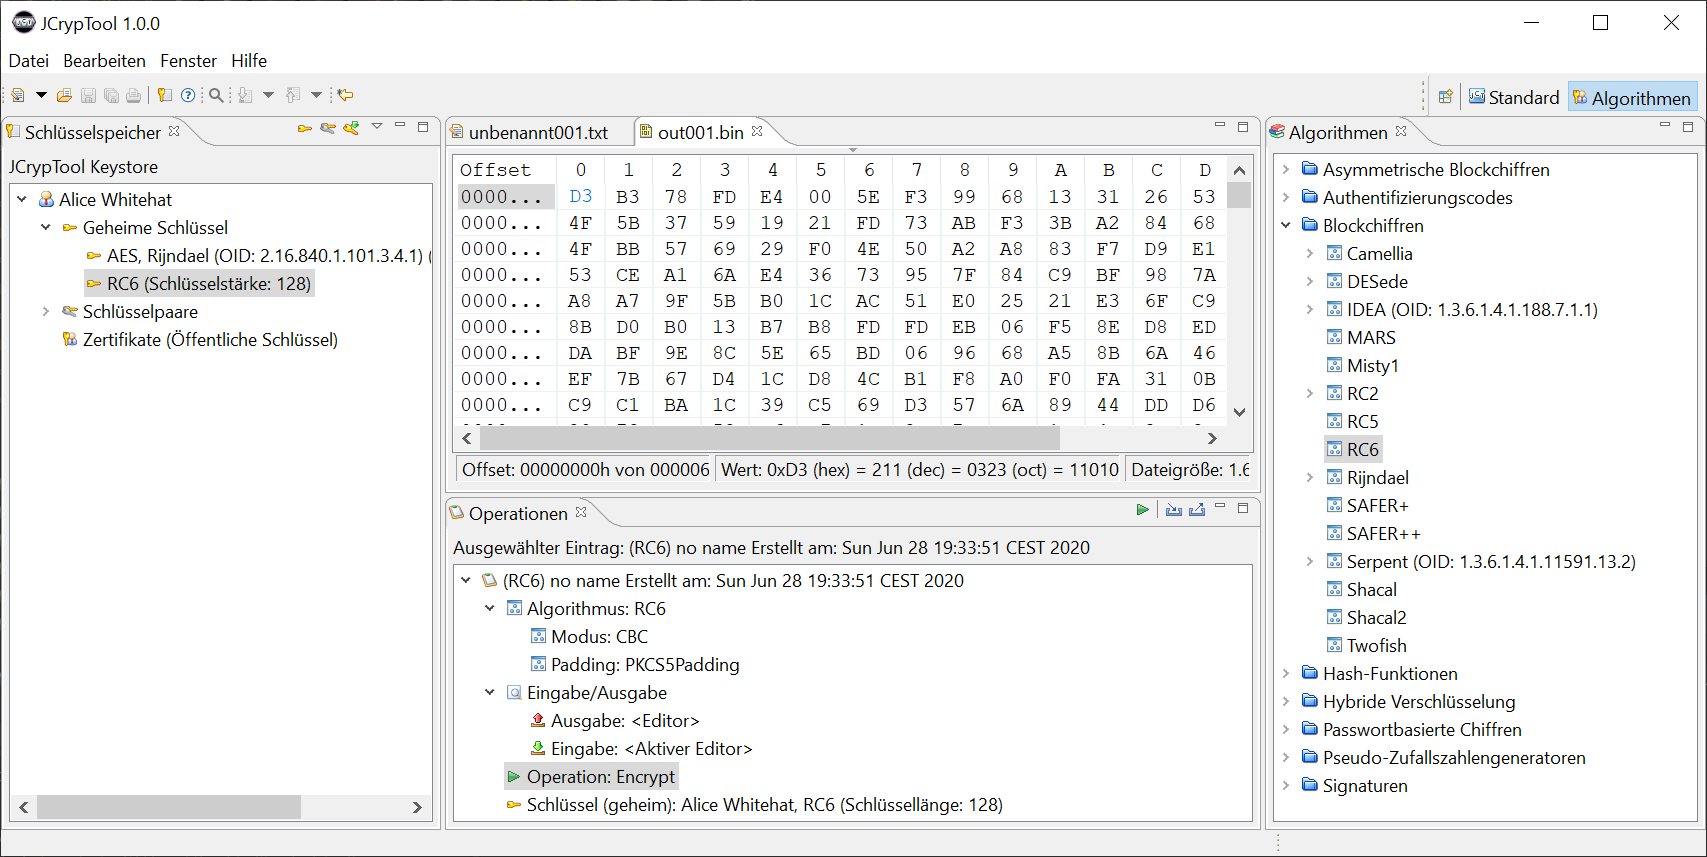 JCrypTool 1.0.0
Datei Bearbeiten Fenster Hilfe
Standard Algorithmen
Schlüsselspeicher
JCrypTool Keystore
Alice Whitehat
Geheime Schlüssel
AES, Rijndael (OID: 2.16.840.1.101.3.4.1) (
RC6 (Schlüsselstärke: 128)
Schlüsselpaare
Zertifikate (Öffentliche Schlüssel)
unbenannt001.txt out001.bin
Offset 0 1 2 3 4 5 6 7 8 9 A B C D
0000... D3 B3 78 FD E4 00 5E F3 99 68 13 31 26 53
0000... 4F 5B 37 59 19 21 FD 73 AB F3 3B A2 84 68
0000... 4F BB 57 69 29 F0 4E 50 A2 A8 83 F7 D9 E1
0000... 53 CE A1 6A E4 36 73 95 7F 84 C9 BF 98 7A
0000... A8 A7 9F 5B B0 1C AC 51 E0 25 21 E3 6F C9
0000... 8B D0 B0 13 B7 B8 FD FD EB 06 F5 8E D8 ED
0000... DA BF 9E 8C 5E 65 BD 06 96 68 A5 8B 6A 46
0000... EF 7B 67 D4 1C D8 4C B1 F8 A0 F0 FA 31 0B
0000... C9 C1 BA 1C 39 C5 69 D3 57 6A 89 44 DD D6
Offset: 00000000h von 000006 Wert: 0xD3 (hex) = 211 (dec) = 0323 (oct) = 11010 Dateigröße: 1.6
Operationen
Ausgewählter Eintrag: (RC6) no name Erstellt am: Sun Jun 28 19:33:51 CEST 2020
(RC6) no name Erstellt am: Sun Jun 28 19:33:51 CEST 2020
Algorithmus: RC6
Modus: CBC
Padding: PKCS5Padding
Eingabe/Ausgabe
Ausgabe: <Editor>
Eingabe: <Aktiver Editor>
Operation: Encrypt
Schlüssel (geheim): Alice Whitehat, RC6 (Schlüssellänge: 128)
Algorithmen
Asymmetrische Blockchiffren
Authentifizierungscodes
Blockchiffren
Camellia
DESede
IDEA (OID: 1.3.6.1.4.1.188.7.1.1)
MARS
Misty1
RC2
RC5
RC6
Rijndael
SAFER+
SAFER++
Serpent (OID: 1.3.6.1.4.1.11591.13.2)
Shacal
Shacal2
Twofish
Hash-Funktionen
Hybride Verschlüsselung
Passwortbasierte Chiffren
Pseudo-Zufallszahlengeneratoren
Signaturen